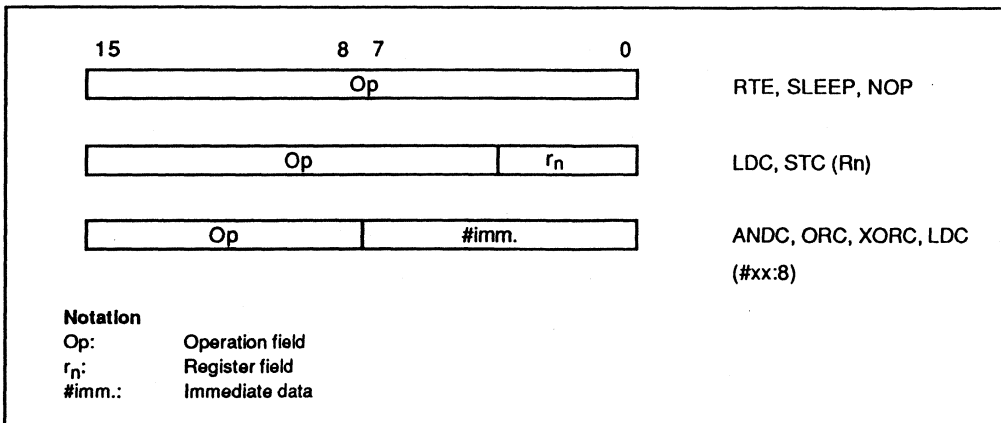 15 8 7 0
Op RTE, SLEEP, NOP
Op rn LDC, STC (Rn)
Op #imm. ANDC, ORC, XORC, LDC
(#xx:8)
Notation
Op: Operation field
rn: Register field
#imm.: Immediate data